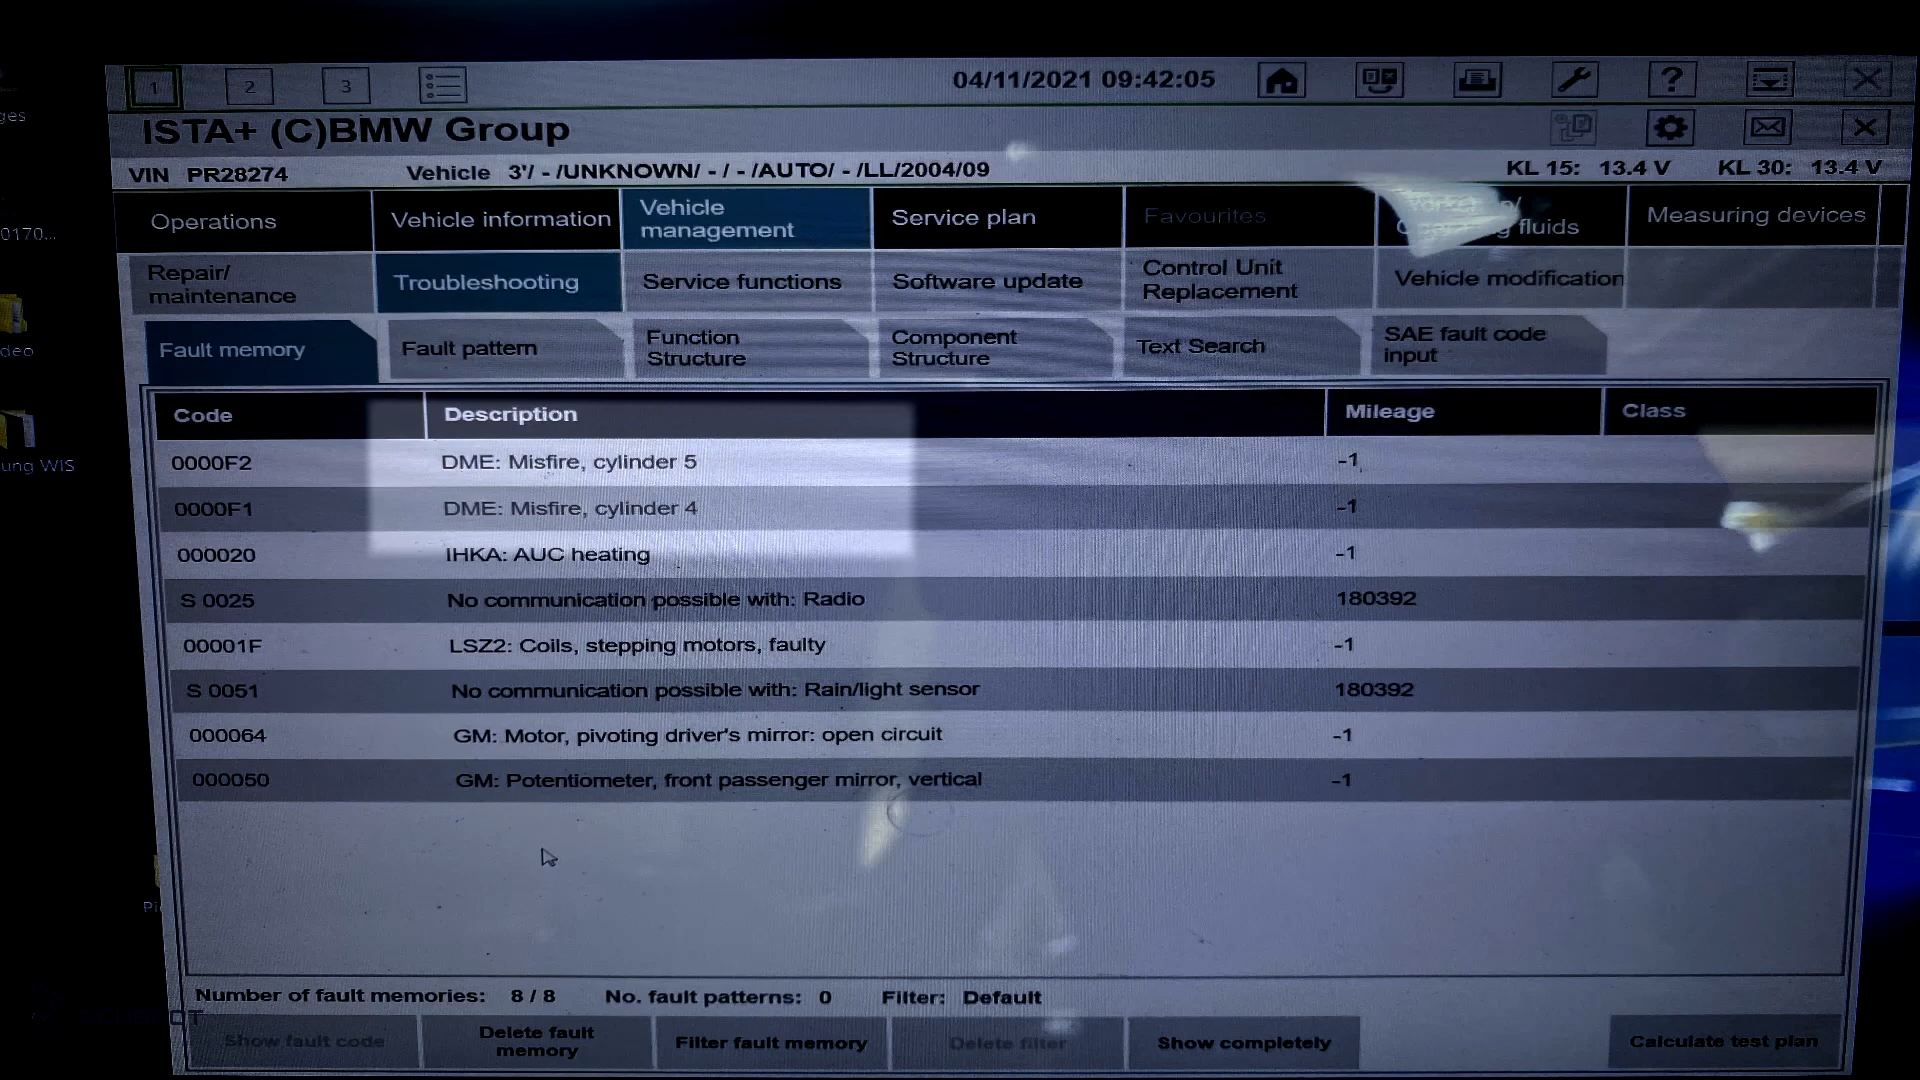 1 2 3 04/11/2021 09:42:05 ?
ges
ISTA+ (C)BMW Group
VIN PR28274 Vehicle 3'/ - /UNKNOWN/ - / - /AUTO/ - /LL/2004/09 KL 15: 13.4 V KL 30: 13.4 V
Operations Vehicle information Vehicle management Service plan Favourites fluids Measuring devices
0170...
Repair/ maintenance Troubleshooting Service functions Software update Control Unit Replacement Vehicle modification
Fault memory Fault pattern Function Structure Component Structure Text Search SAE fault code input
deo
Code Description Mileage Class
0000F2 DME: Misfire, cylinder 5 -1
ung WIS
0000F1 DME: Misfire, cylinder 4 -1
000020 IHKA: AUC heating -1
S 0025 No communication possible with: Radio 180392
00001F LSZ2: Coils, stepping motors, faulty -1
S 0051 No communication possible with: Rain/light sensor 180392
000064 GM: Motor, pivoting driver's mirror: open circuit -1
000050 GM: Potentiometer, front passenger mirror, vertical -1
Number of fault memories: 8 / 8 No. fault patterns: 0 Filter: Default
Show fault code Delete fault memory Filter fault memory Delete filter Show completely Calculate test plan